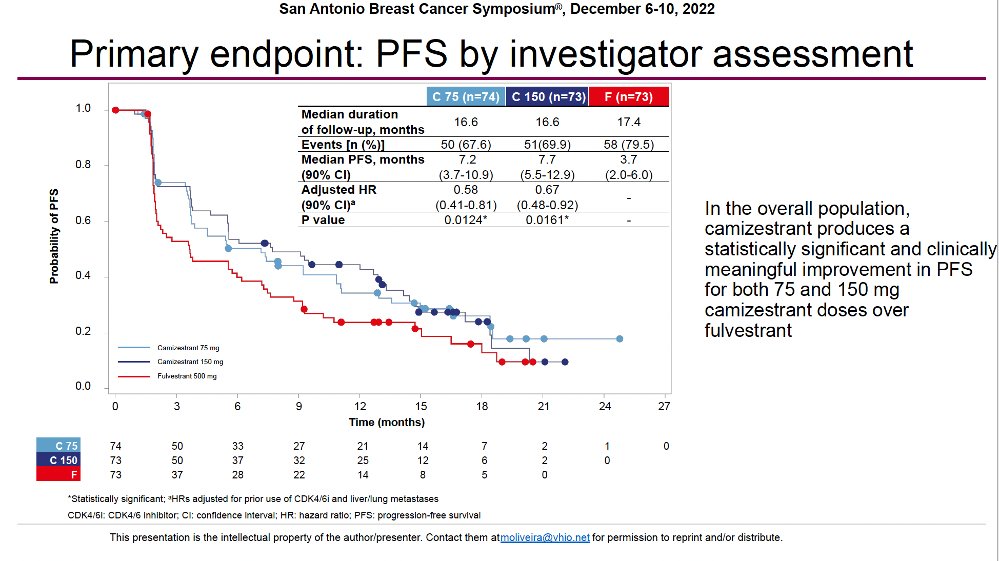 San Antonio Breast Cancer Symposium®, December 6-10, 2022
Primary endpoint: PFS by investigator assessment
C 75 (n=74) C 150 (n=73) F (n=73)
Median duration
of follow-up, months 16.6 16.6 17.4
Events [n (%)] 50 (67.6) 51(69.9) 58 (79.5)
Median PFS, months 7.2 7.7 3.7
(90% CI) (3.7-10.9) (5.5-12.9) (2.0-6.0)
Adjusted HR 0.58 0.67 -
(90% CI)ª (0.41-0.81) (0.48-0.92)
P value 0.0124* 0.0161* -
Probability of PFS
1.0
0.8
0.6
0.4
0.2
0.0
Camizestrant 75 mg
Camizestrant 150 mg
Fulvestrant 500 mg
0 3 6 9 12 15 18 21 24 27
Time (months)
C 75 74 50 33 27 21 14 7 2 1 0
C 150 73 50 37 32 25 12 6 2 0
F 73 37 28 22 14 8 5 0
In the overall population,
camizestrant produces a
statistically significant and clinically
meaningful improvement in PFS
for both 75 and 150 mg
camizestrant doses over
fulvestrant
*Statistically significant; ªHRs adjusted for prior use of CDK4/6i and liver/lung metastases
CDK4/6i: CDK4/6 inhibitor; CI: confidence interval; HR: hazard ratio; PFS: progression-free survival
This presentation is the intellectual property of the author/presenter. Contact them at moliveira@vhio.net for permission to reprint and/or distribute.